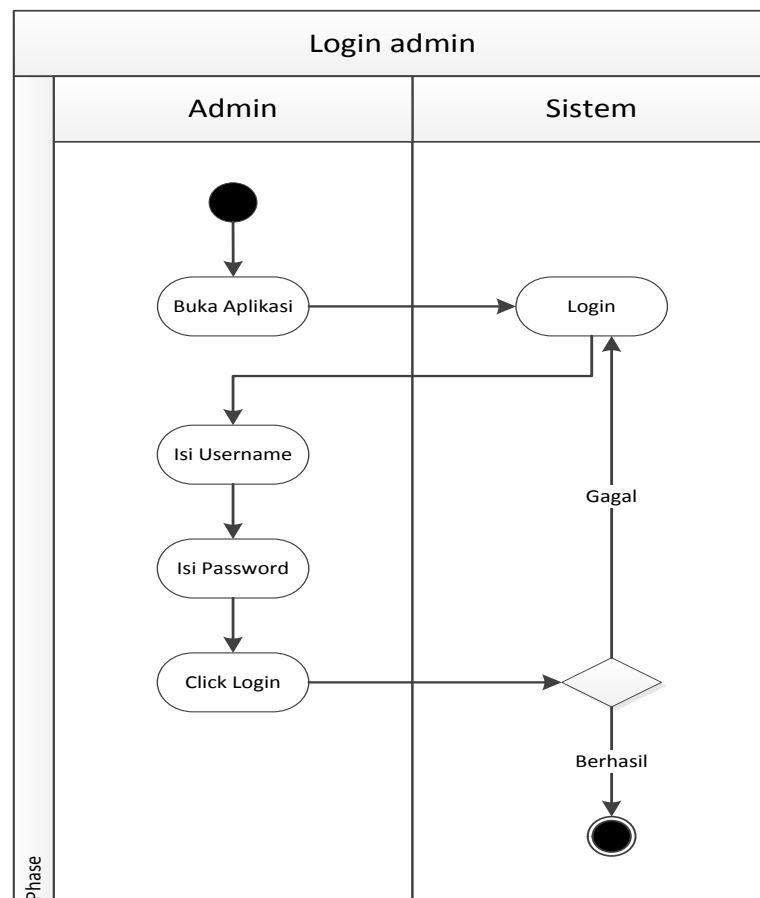 Login admin
Admin
Sistem
Buka Aplikasi
Login
Isi Username
Gagal
Isi Password
Click Login
Berhasil
Phase